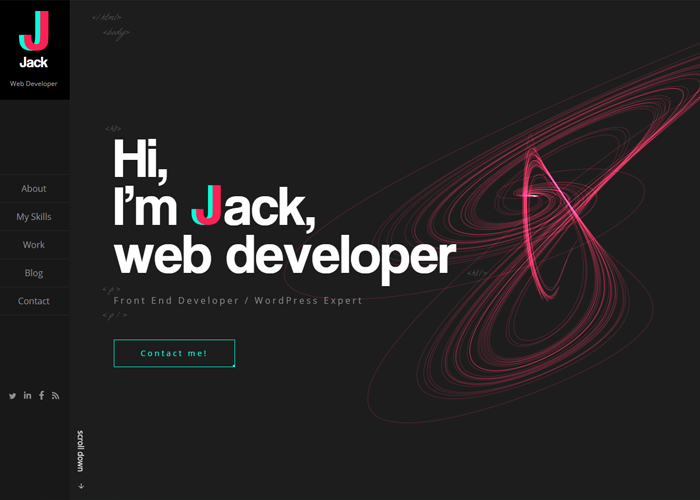 Jack
Web Developer
About
My Skills
Work
Blog
Contact
</html>
<body>
<h1>
Hi,
I'm Jack,
web developer
<h1/>
<p>
Front End Developer / WordPress Expert
<p/>
Contact me!
scroll down